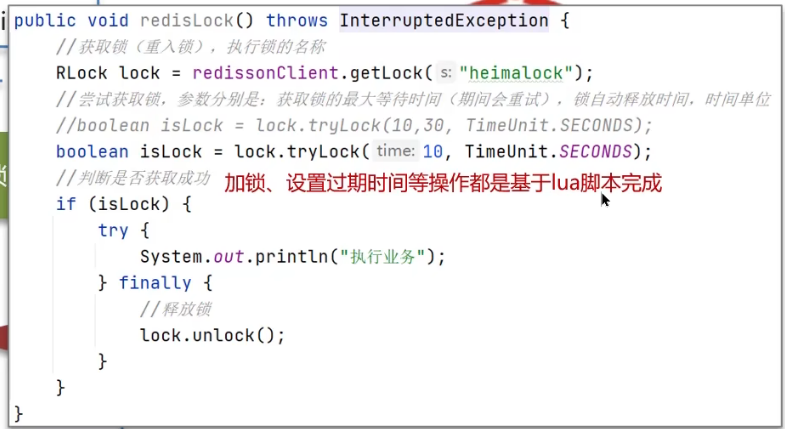 public void redisLock() throws InterruptedException {
//获取锁（重入锁），执行锁的名称
RLock lock = redissonClient.getLock( s: "heimalock");
//尝试获取锁，参数分别是：获取锁的最大等待时间（期间会重试），锁自动释放时间，时间单位
//boolean isLock = lock.tryLock(10,30, TimeUnit.SECONDS);
boolean isLock = lock.tryLock( time: 10, TimeUnit.SECONDS);
//判断是否获取成功
加锁、设置过期时间等操作都是基于lua脚本完成
if (isLock) {
try {
System.out.println("执行业务");
} finally {
//释放锁
lock.unlock();
}
}
}